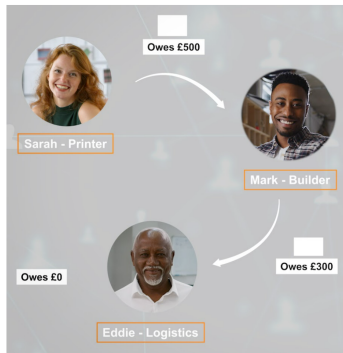 Owes £500
Sarah - Printer
Mark - Builder
Owes £300
Owes £0
Eddie - Logistics